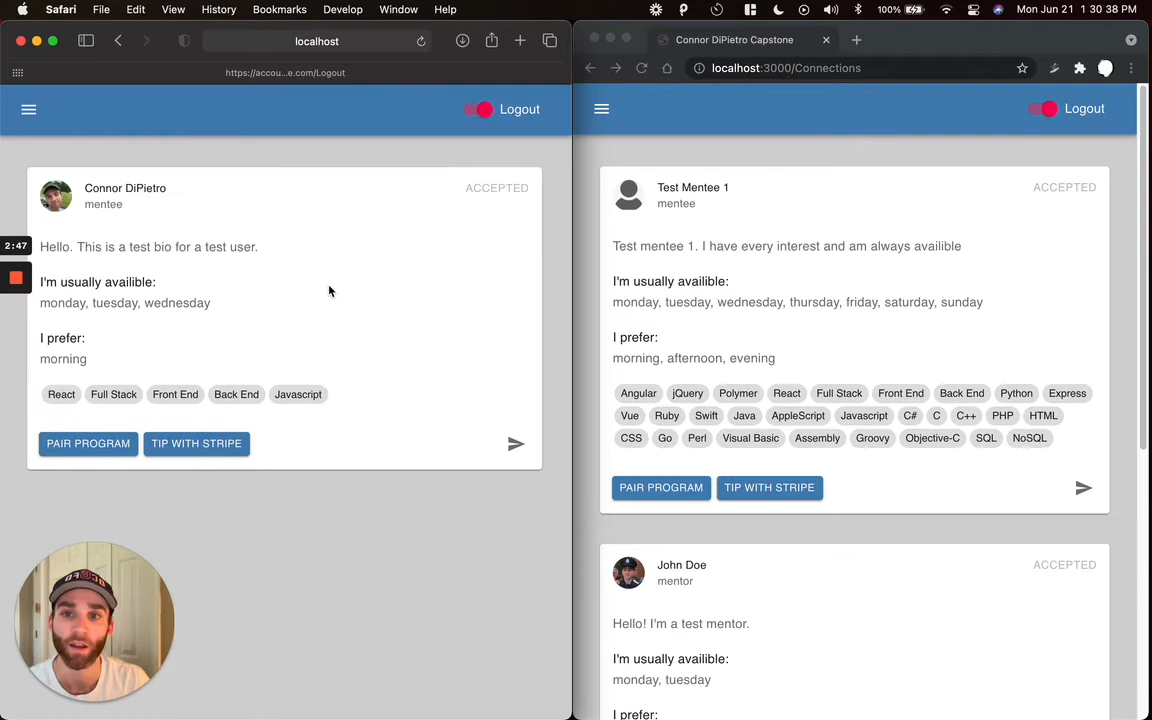 Safari File Edit View History Bookmarks Develop Window Help 100% Mon Jun 21 1 30 38 PM
localhost
https://accou...e.com/Logout
Logout
Connor DiPietro
mentee
ACCEPTED
Hello. This is a test bio for a test user.
I'm usually availible:
monday, tuesday, wednesday
I prefer:
morning
React Full Stack Front End Back End Javascript
PAIR PROGRAM TIP WITH STRIPE
2:47
Connor DiPietro Capstone
localhost:3000/Connections
Logout
Test Mentee 1
mentee
ACCEPTED
Test mentee 1. I have every interest and am always availible
I'm usually availible:
monday, tuesday, wednesday, thursday, friday, saturday, sunday
I prefer:
morning, afternoon, evening
Angular jQuery Polymer React Full Stack Front End Back End Python Express
Vue Ruby Swift Java AppleScript Javascript C# C C++ PHP HTML
CSS Go Perl Visual Basic Assembly Groovy Objective-C SQL NoSQL
PAIR PROGRAM TIP WITH STRIPE
John Doe
mentor
ACCEPTED
Hello! I'm a test mentor.
I'm usually availible:
monday, tuesday
I prefer: